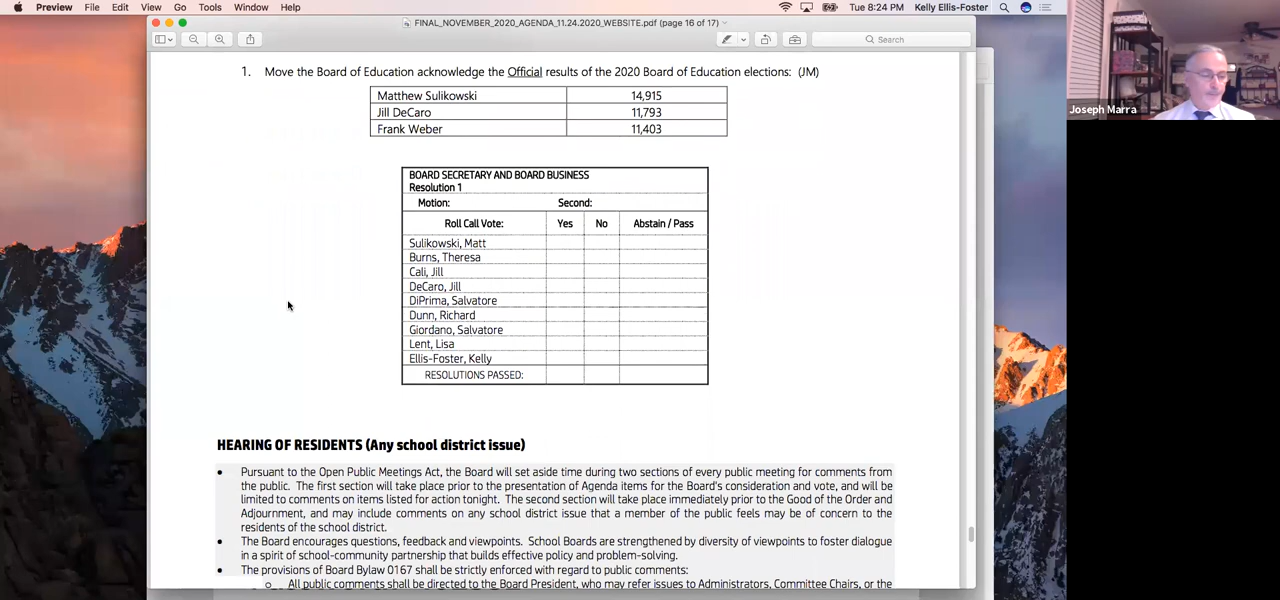 Preview File Edit View Go Tools Window Help Tue 8:24 PM Kelly Ellis-Foster
FINAL_NOVEMBER_2020_AGENDA_11.24.2020_WEBSITE.pdf (page 16 of 17)
Search
Joseph Marra
1. Move the Board of Education acknowledge the Official results of the 2020 Board of Education elections: (JM)
Matthew Sulikowski 14,915
Jill DeCaro 11,793
Frank Weber 11,403
BOARD SECRETARY AND BOARD BUSINESS
Resolution 1
Motion: Second:
Roll Call Vote: Yes No Abstain / Pass
Sulikowski, Matt
Burns, Theresa
Cali, Jill
DeCaro, Jill
DiPrima, Salvatore
Dunn, Richard
Giordano, Salvatore
Lent, Lisa
Ellis-Foster, Kelly
RESOLUTIONS PASSED:
HEARING OF RESIDENTS (Any school district issue)
• Pursuant to the Open Public Meetings Act, the Board will set aside time during two sections of every public meeting for comments from
the public. The first section will take place prior to the presentation of Agenda items for the Board's consideration and vote, and will be
limited to comments on items listed for action tonight. The second section will take place immediately prior to the Good of the Order and
Adjournment, and may include comments on any school district issue that a member of the public feels may be of concern to the
residents of the school district.
• The Board encourages questions, feedback and viewpoints. School Boards are strengthened by diversity of viewpoints to foster dialogue
in a spirit of school-community partnership that builds effective policy and problem-solving.
• The provisions of Board Bylaw 0167 shall be strictly enforced with regard to public comments:
o All public comments shall be directed to the Board President, who may refer issues to Administrators, Committee Chairs, or the